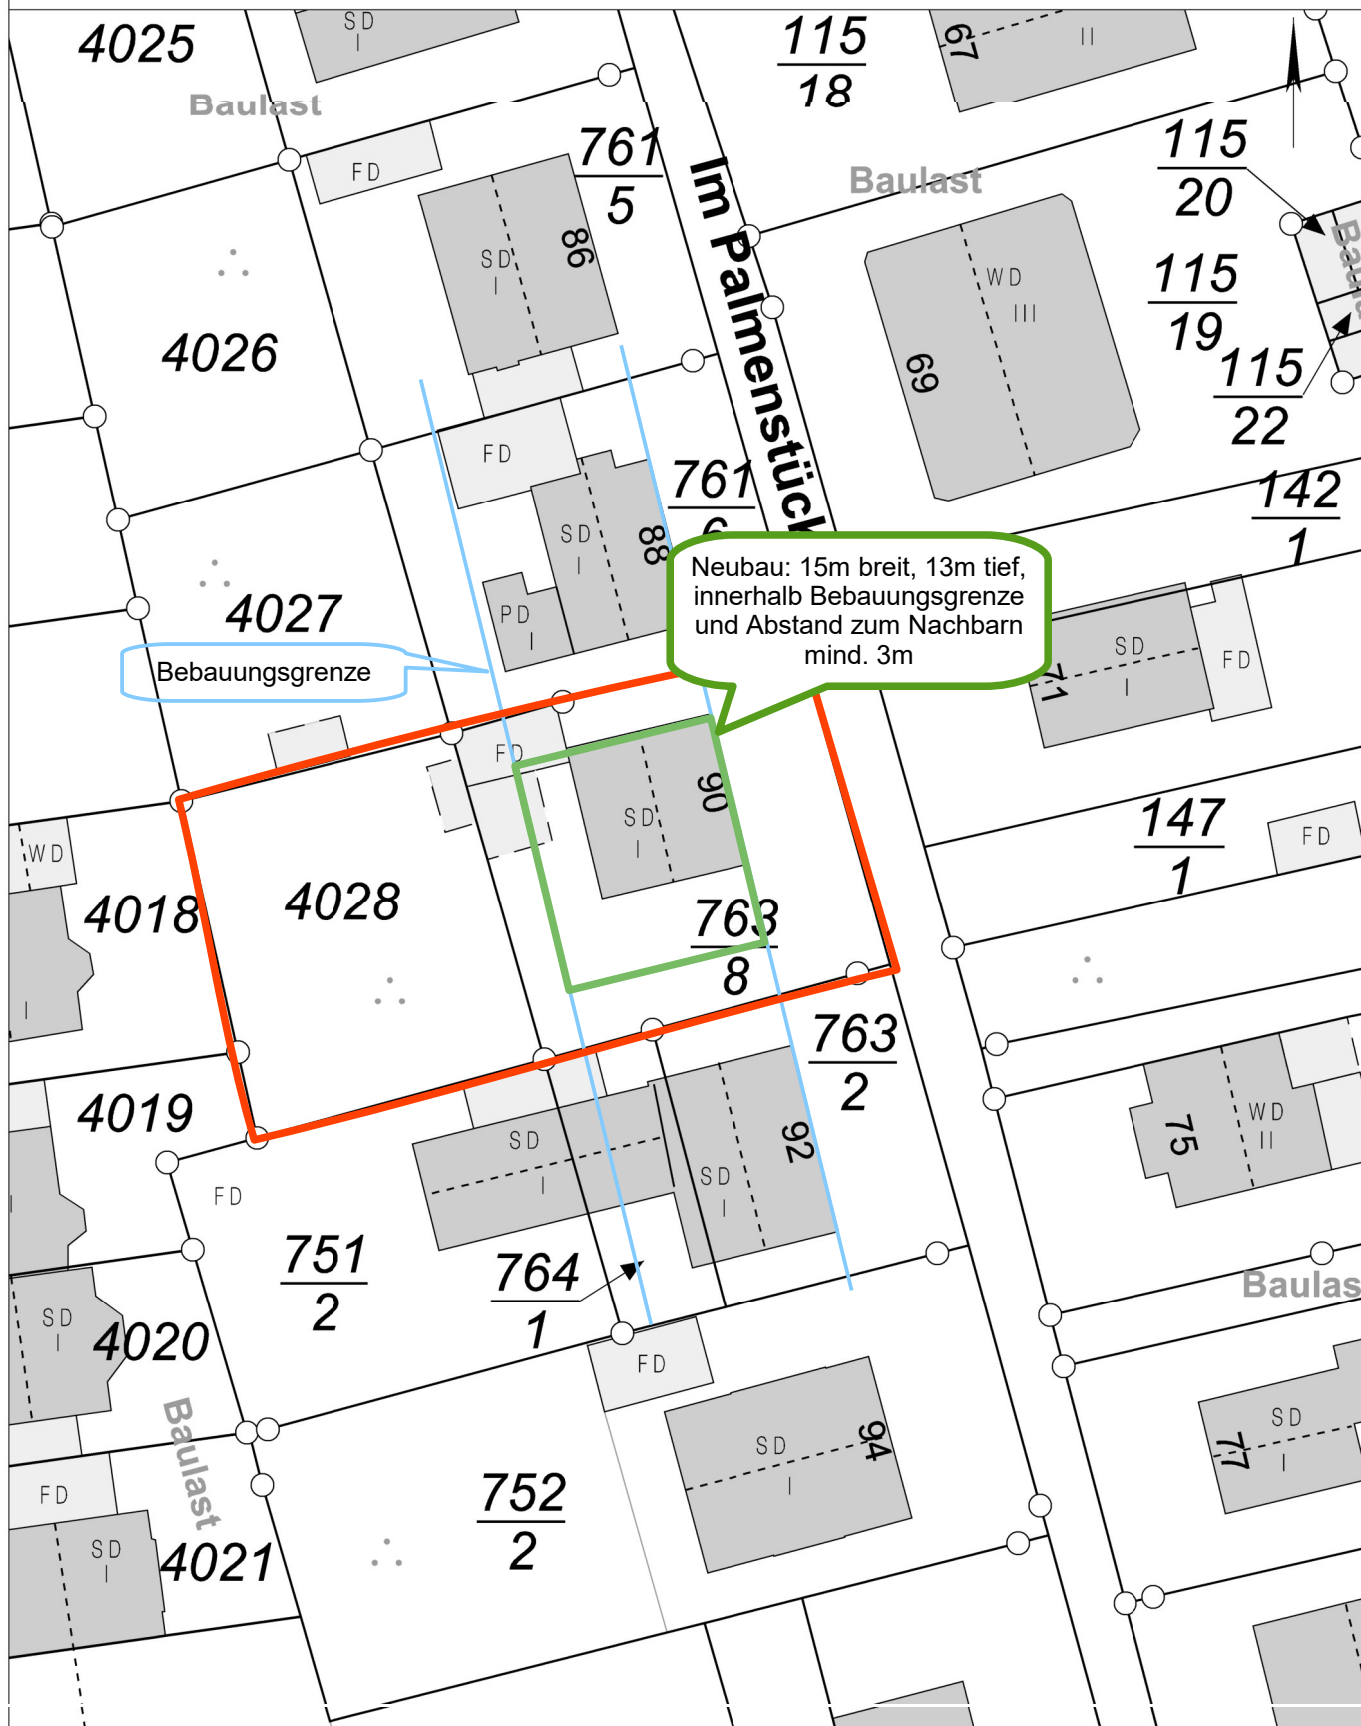 4025
SD
I
115
18
67
II
Baulast
FD
761
5
86
SD
I
Im Palmenstück
Baulast
115
20
115
19
115
22
WD
III
69
4026
FD
761
SD
I
88
PD
I
142
1
4027
Bebauungsgrenze
Neubau: 15m breit, 13m tief,
innerhalb Bebauungsgrenze
und Abstand zum Nachbarn
mind. 3m
SD
I
71
FD
FD
SD
I
90
WD
4018
I
4028
763
8
147
1
FD
763
2
4019
SD
I
SD
I
92
75
WD
II
FD
751
2
764
1
Baulas
SD
I
4020
Baulast
FD
SD
I
94
SD
I
77
FD
752
2
SD
I
4021